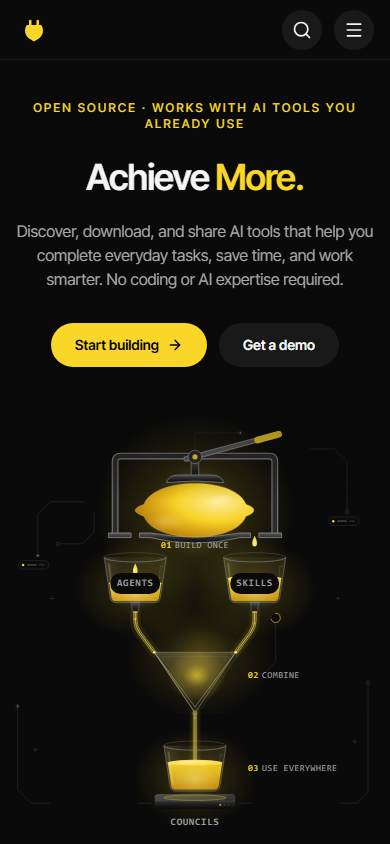 OPEN SOURCE · WORKS WITH AI TOOLS YOU
ALREADY USE
Achieve More.
Discover, download, and share AI tools that help you
complete everyday tasks, save time, and work
smarter. No coding or AI expertise required.
Start building →
Get a demo
01 BUILD ONCE
AGENTS
SKILLS
02 COMBINE
03 USE EVERYWHERE
COUNCILS